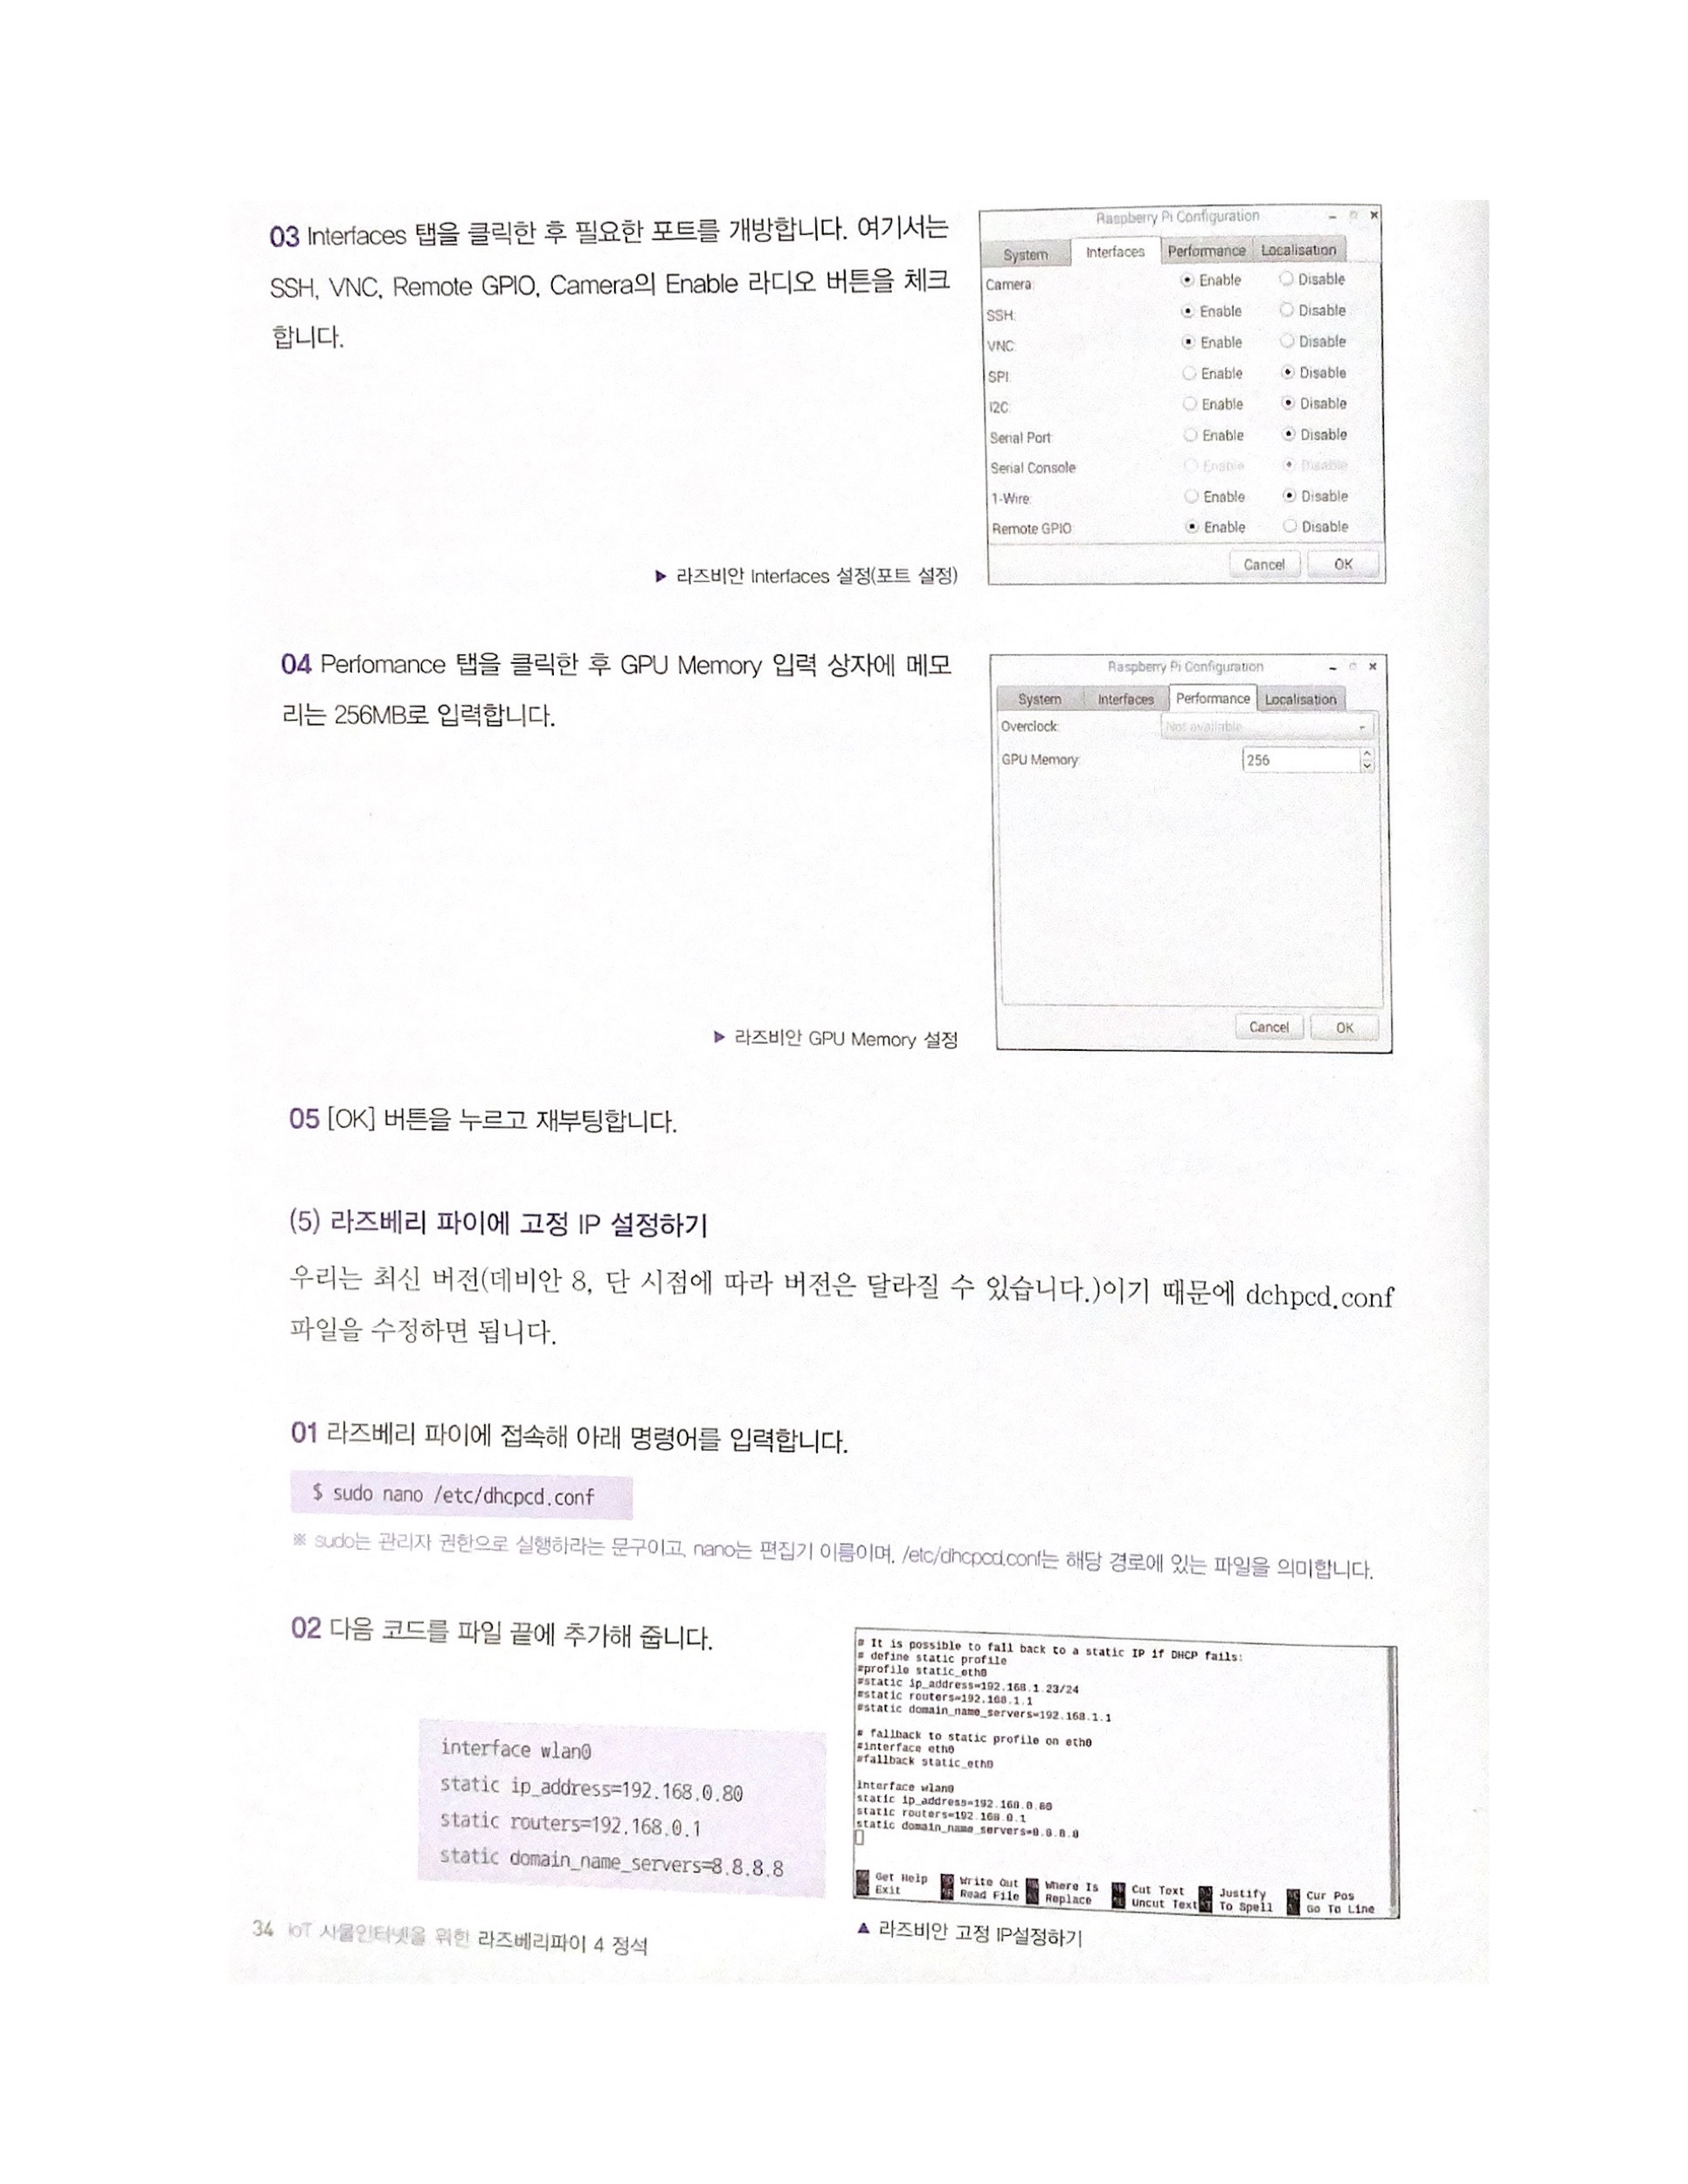 03 Interfaces 탭을 클릭한 후 필요한 포트를 개방합니다. 여기서는
SSH, VNC, Remote GPIO, Camera의 Enable 라디오 버튼을 체크
합니다.
Raspberry Pi Configuration
System Interfaces Performance Localisation
Camera: Enable Disable
SSH: Enable Disable
VNC: Enable Disable
SPI: Enable Disable
I2C: Enable Disable
Serial Port: Enable Disable
Serial Console Enable Disable
1-Wire: Enable Disable
Remote GPIO: Enable Disable
Cancel OK
▶ 라즈비안 Interfaces 설정(포트 설정)
04 Perfomance 탭을 클릭한 후 GPU Memory 입력 상자에 메모
리는 256MB로 입력합니다.
Raspberry Pi Configuration
System Interfaces Performance Localisation
Overclock: Not available
GPU Memory: 256
Cancel OK
▶ 라즈비안 GPU Memory 설정
05 [OK] 버튼을 누르고 재부팅합니다.
(5) 라즈베리 파이에 고정 IP 설정하기
우리는 최신 버전(데비안 8, 단 시점에 따라 버전은 달라질 수 있습니다.)이기 때문에 dchpcd.conf
파일을 수정하면 됩니다.
01 라즈베리 파이에 접속해 아래 명령어를 입력합니다.
$ sudo nano /etc/dhcpcd.conf
※ sudo는 관리자 권한으로 실행하라는 문구이고, nano는 편집기 이름이며, /etc/dhcpcd.conf는 해당 경로에 있는 파일을 의미합니다.
02 다음 코드를 파일 끝에 추가해 줍니다.
interface wlan0
static ip_address=192.168.0.80
static routers=192.168.0.1
static domain_name_servers=8.8.8.8
# It is possible to fall back to a static IP if DHCP fails:
# define static profile
#profile static_eth0
#static ip_address=192.168.1.23/24
#static routers=192.168.1.1
#static domain_name_servers=192.168.1.1
# fallback to static profile on eth0
#interface eth0
#fallback static_eth0
interface wlan0
static ip_address=192.168.0.80
static routers=192.168.0.1
static domain_name_servers=8.8.8.8
Get Help Write Out Where Is Cut Text Justify Cur Pos
Exit Read File Replace Uncut Text To Spell Go To Line
▲ 라즈비안 고정 IP설정하기
34 IoT 사물인터넷을 위한 라즈베리파이 4 정석